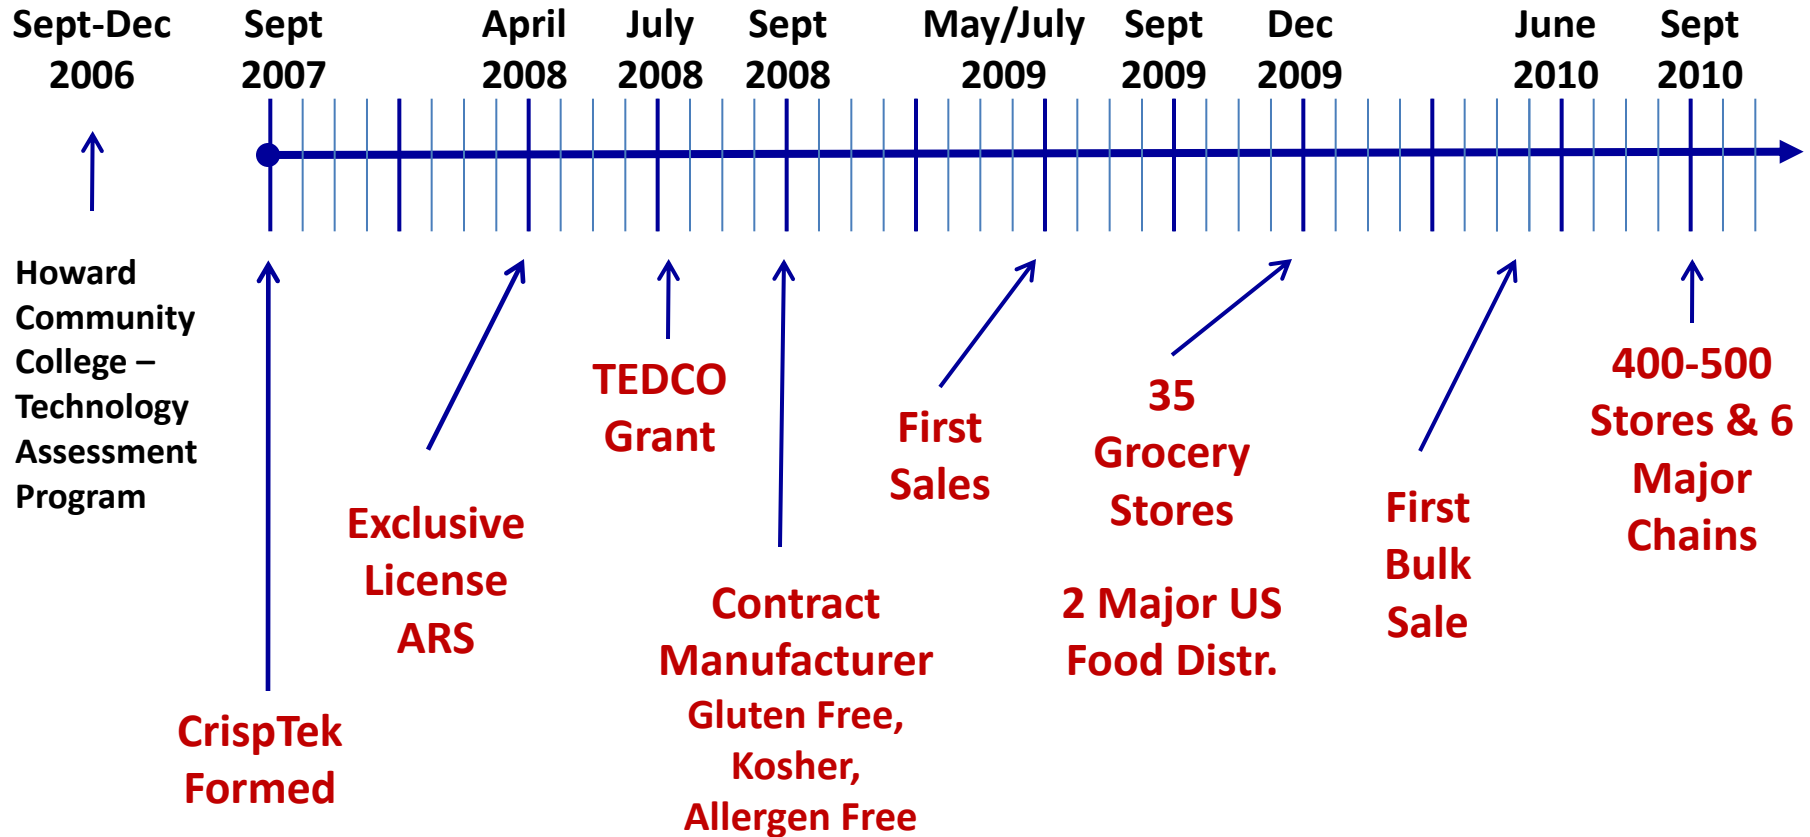 Sept-Dec
2006
Sept
2007
April
2008
July
2008
Sept
2008
May/July
2009
Sept
2009
Dec
2009
June
2010
Sept
2010
Howard
Community
College –
Technology
Assessment
Program
CrispTek
Formed
Exclusive
License
ARS
TEDCO
Grant
Contract
Manufacturer
Gluten Free,
Kosher,
Allergen Free
First
Sales
35
Grocery
Stores
2 Major US
Food Distr.
First
Bulk
Sale
400-500
Stores & 6
Major
Chains